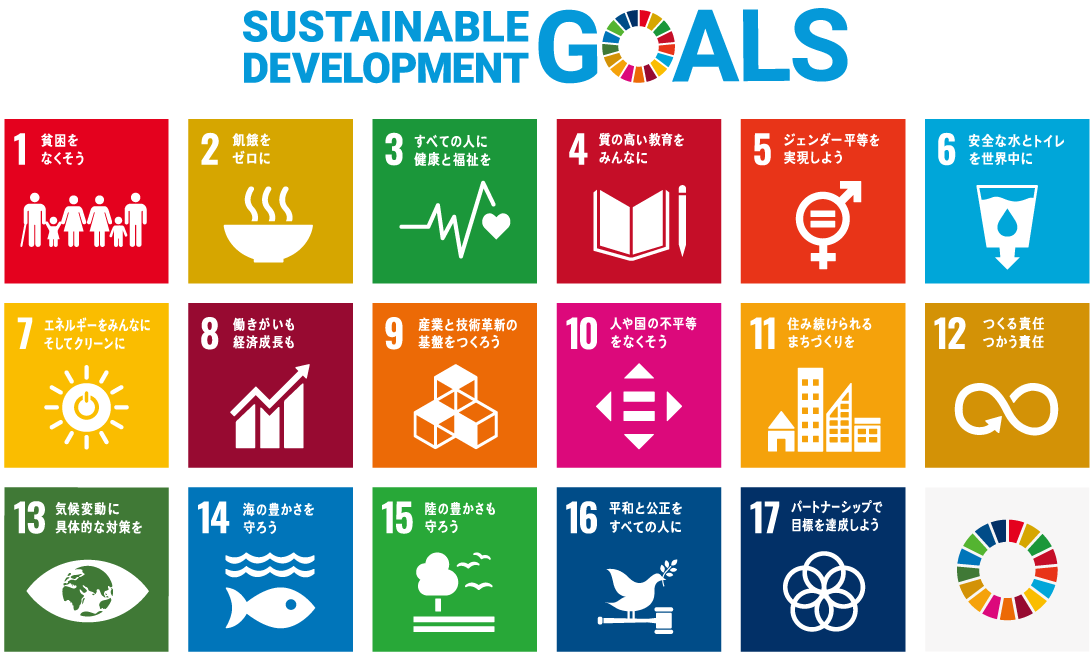 SUSTAINABLE
DEVELOPMENT
GOALS
1 貧困を
なくそう
2 飢餓を
ゼロに
3 すべての人に
健康と福祉を
4 質の高い教育を
みんなに
5 ジェンダー平等を
実現しよう
6 安全な水とトイレ
を世界中に
7 エネルギーをみんなに
そしてクリーンに
8 働きがいも
経済成長も
9 産業と技術革新の
基盤をつくろう
10 人や国の不平等
をなくそう
11 住み続けられる
まちづくりを
12 つくる責任
つかう責任
13 気候変動に
具体的な対策を
14 海の豊かさを
守ろう
15 陸の豊かさも
守ろう
16 平和と公正を
すべての人に
17 パートナーシップで
目標を達成しよう